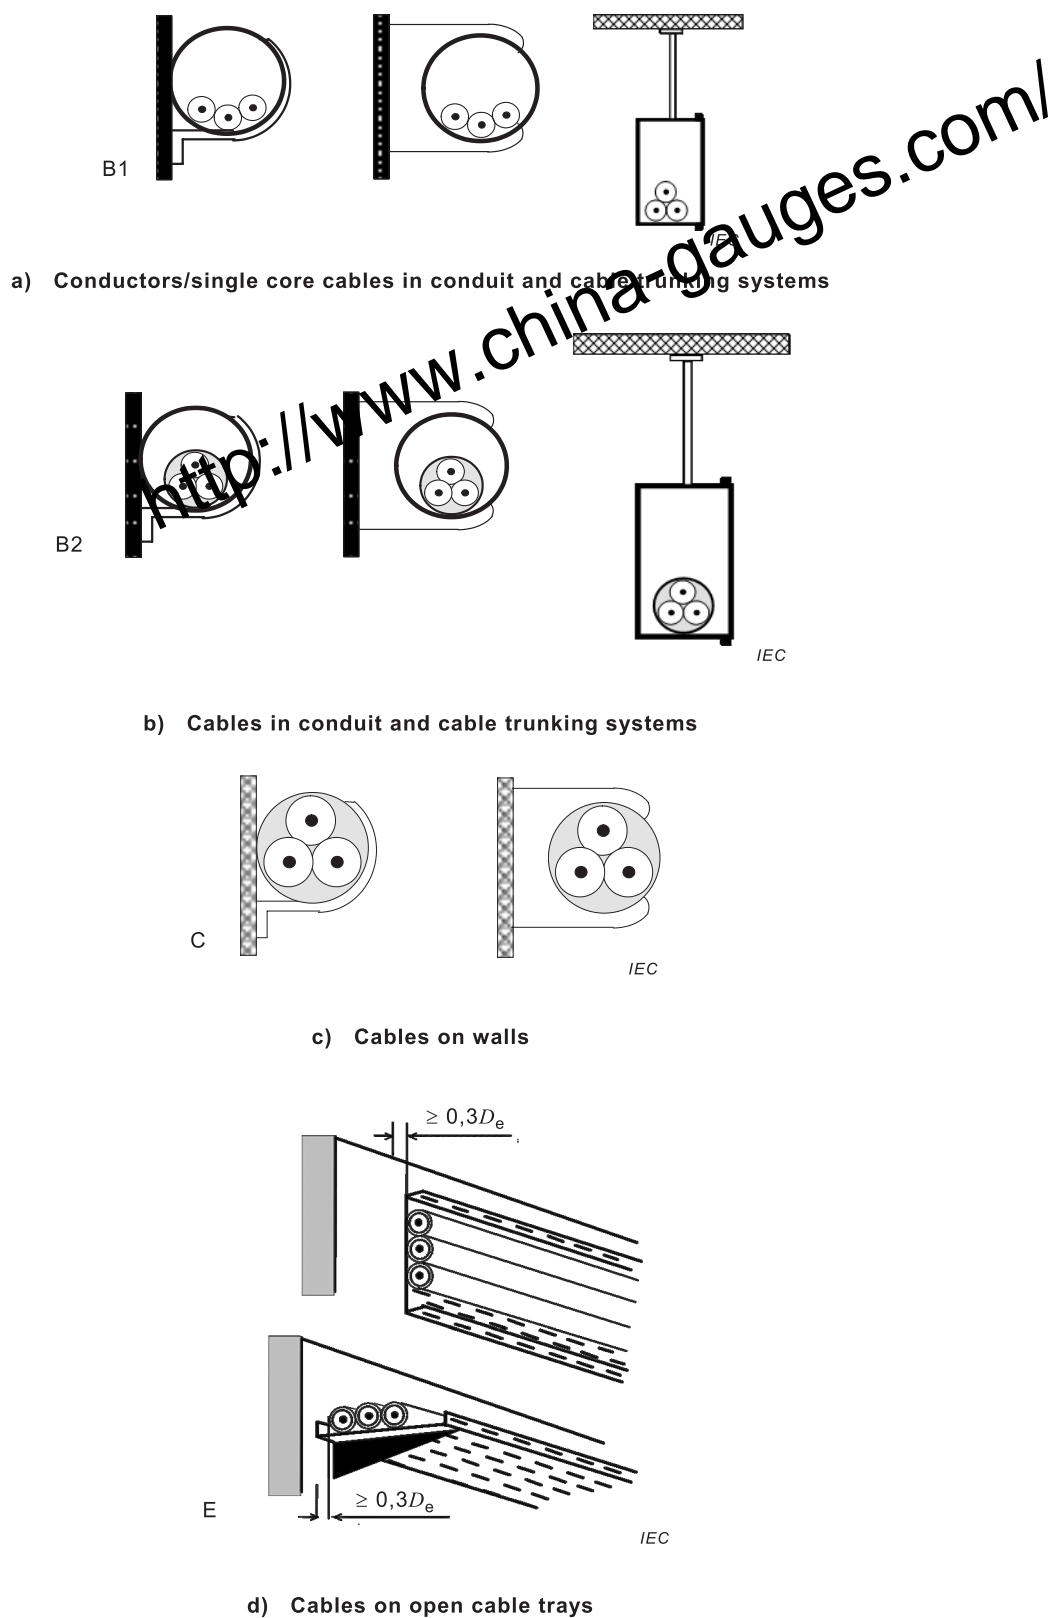 B1
IEC
a) Conductors/single core cables in conduit and cable trunking systems
http://www.china-gauges.com/
B2
IEC
b) Cables in conduit and cable trunking systems
C
IEC
c) Cables on walls
≥ 0,3De
≥ 0,3De
E
IEC
d) Cables on open cable trays